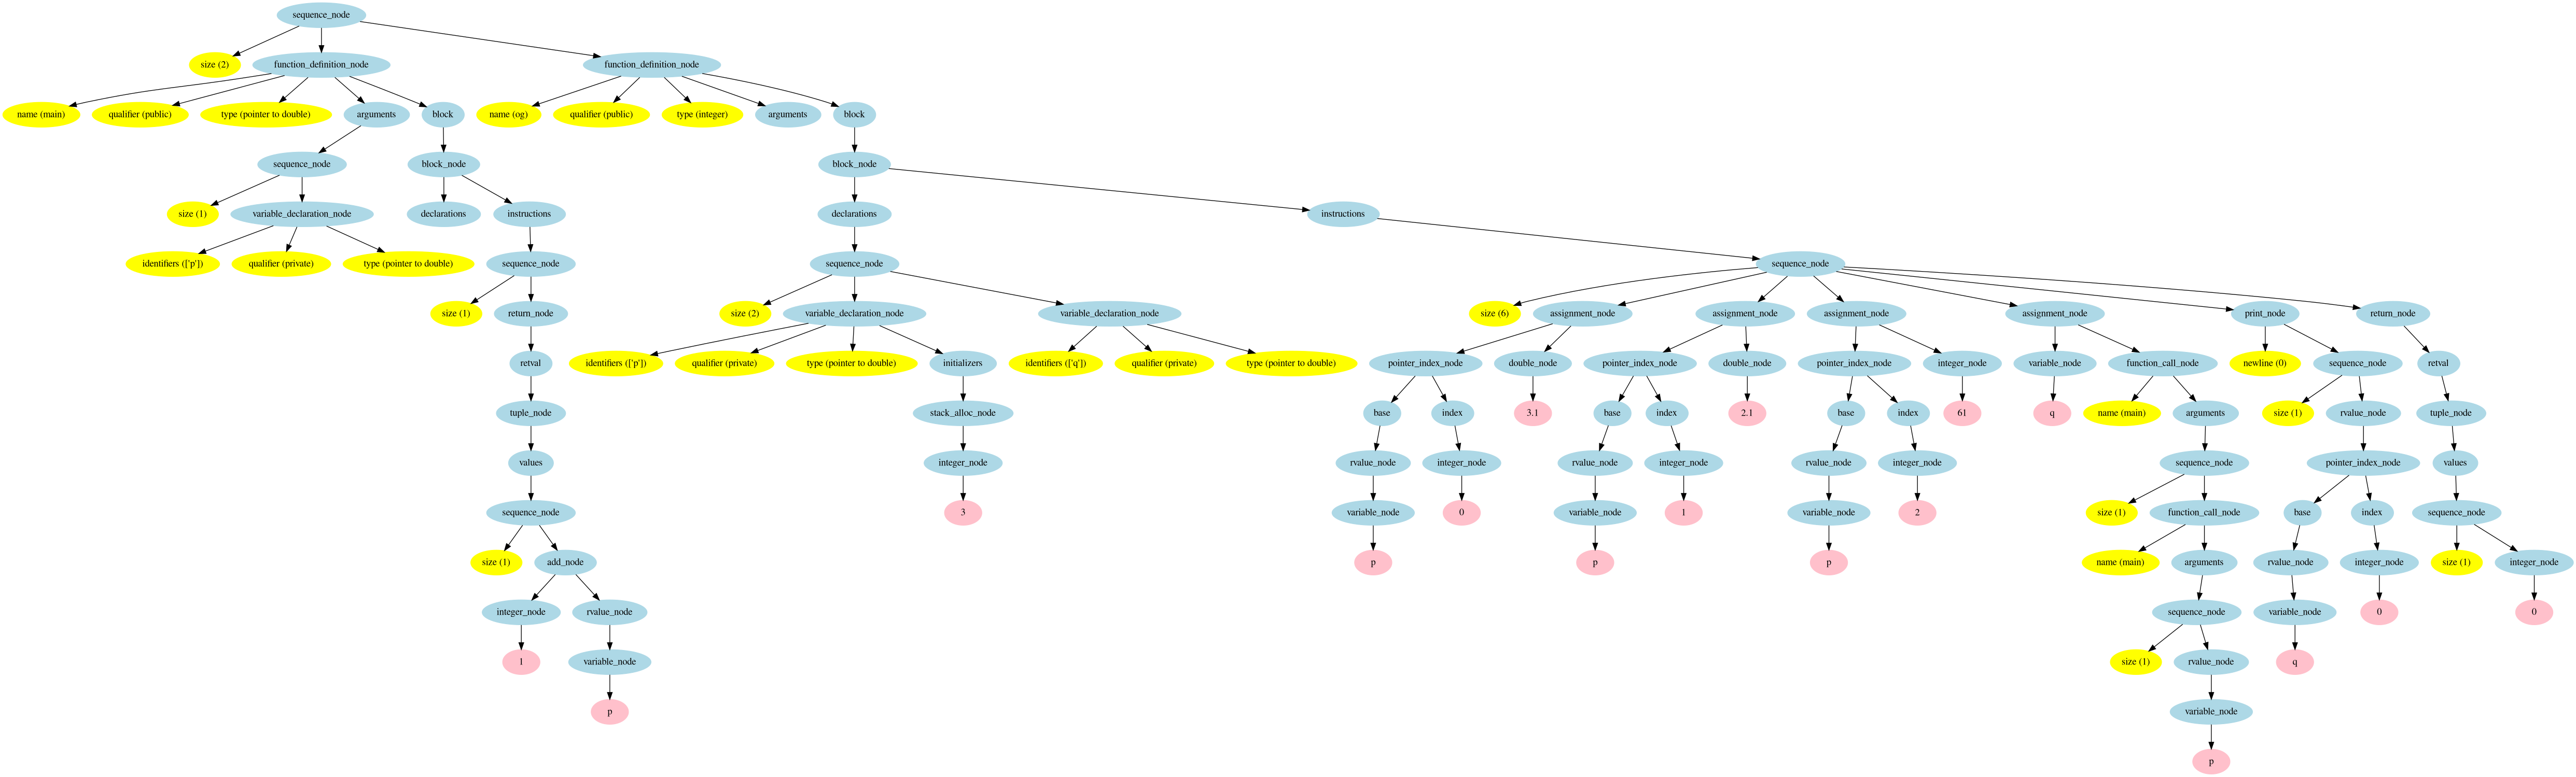 sequence_node
size (2)
function_definition_node
function_definition_node
name (main)
qualifier (public)
type (pointer to double)
arguments
block
name (og)
qualifier (public)
type (integer)
arguments
block
sequence_node
block_node
block_node
size (1)
variable_declaration_node
declarations
instructions
declarations
instructions
identifiers (['p'])
qualifier (private)
type (pointer to double)
sequence_node
sequence_node
sequence_node
size (1)
return_node
size (2)
variable_declaration_node
variable_declaration_node
size (6)
assignment_node
assignment_node
assignment_node
assignment_node
print_node
return_node
retval
identifiers (['p'])
qualifier (private)
type (pointer to double)
initializers
identifiers (['q'])
qualifier (private)
type (pointer to double)
pointer_index_node
double_node
pointer_index_node
double_node
pointer_index_node
integer_node
variable_node
function_call_node
newline (0)
sequence_node
retval
tuple_node
stack_alloc_node
base
index
3.1
base
index
2.1
base
index
61
q
name (main)
arguments
size (1)
rvalue_node
tuple_node
values
integer_node
rvalue_node
integer_node
rvalue_node
integer_node
rvalue_node
integer_node
sequence_node
pointer_index_node
values
sequence_node
3
variable_node
0
variable_node
1
variable_node
2
size (1)
function_call_node
base
index
sequence_node
size (1)
add_node
p
p
p
name (main)
arguments
rvalue_node
integer_node
size (1)
integer_node
integer_node
rvalue_node
sequence_node
variable_node
0
0
1
variable_node
size (1)
rvalue_node
q
p
variable_node
p